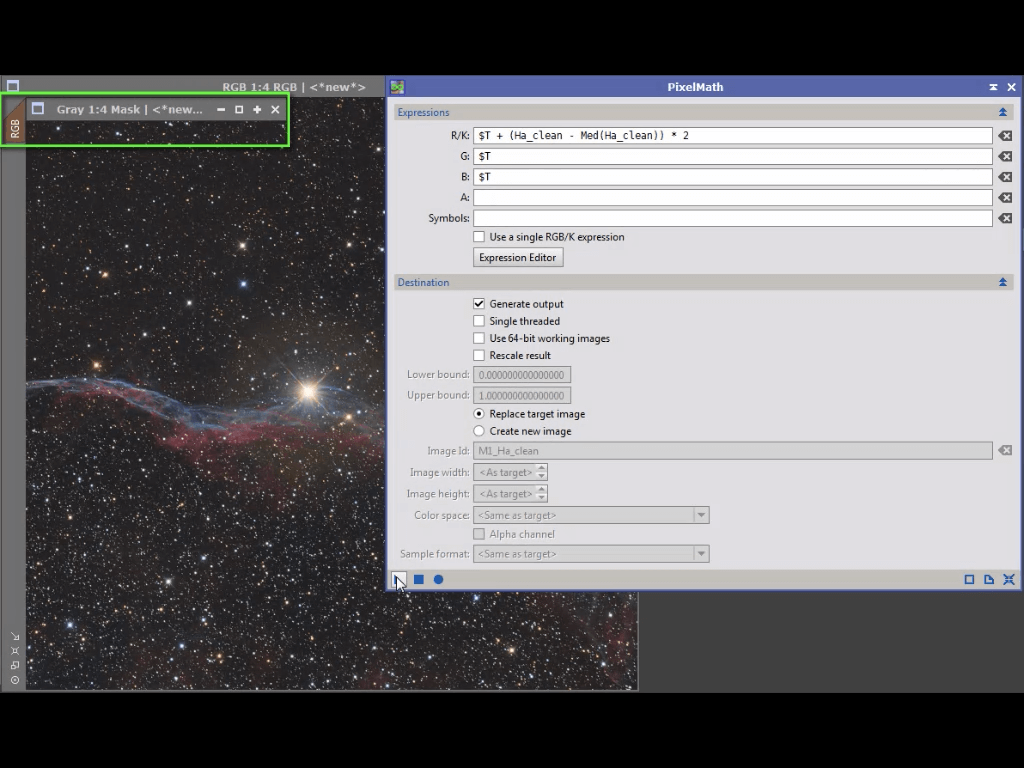 RGB 1:4 RGB | <*new*>
Gray 1:4 Mask | <*new...
RGB
PixelMath
Expressions
R/K: $T + (Ha_clean - Med(Ha_clean)) * 2
G: $T
B: $T
A:
Symbols:
Use a single RGB/K expression
Expression Editor
Destination
Generate output
Single threaded
Use 64-bit working images
Rescale result
Lower bound: 0.000000000000000
Upper bound: 1.000000000000000
Replace target image
Create new image
Image Id: M1_Ha_clean
Image width: <As target>
Image height: <As target>
Color space: <Same as target>
Alpha channel
Sample format: <Same as target>